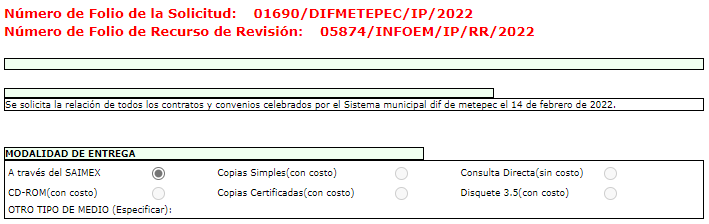 Número de Folio de la Solicitud: 01690/DIFMETEPEC/IP/2022
Número de Folio de Recurso de Revisión: 05874/INFOEM/IP/RR/2022
Se solicita la relación de todos los contratos y convenios celebrados por el Sistema municipal dif de metepec el 14 de febrero de 2022.
MODALIDAD DE ENTREGA
A través del SAIMEX Copias Simples(con costo) Consulta Directa(sin costo)
CD-ROM(con costo) Copias Certificadas(con costo) Disquete 3.5(con costo)
OTRO TIPO DE MEDIO (Especificar):